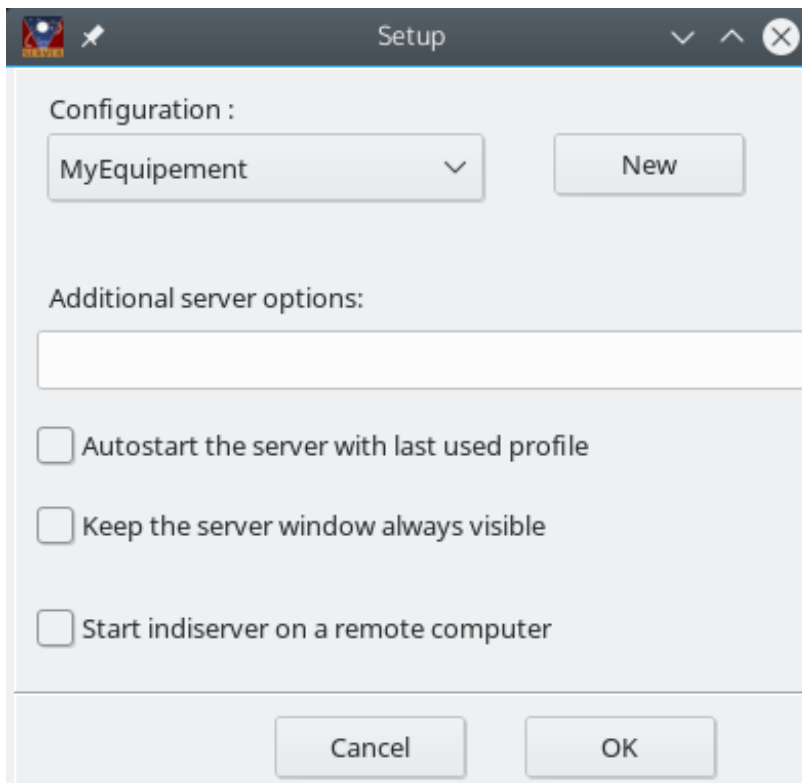 SERVER
Setup
Configuration :
MyEquipement
New
Additional server options:
Autostart the server with last used profile
Keep the server window always visible
Start indiserver on a remote computer
Cancel
OK